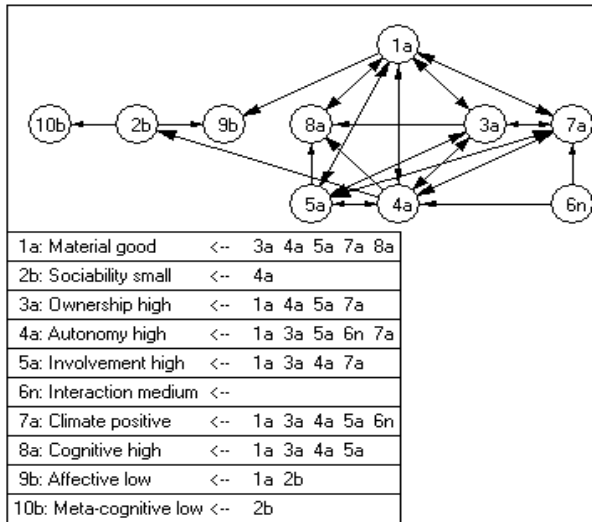 1a
10b 2b 9b 8a 3a 7a
5a 4a 6n
1a: Material good <-- 3a 4a 5a 7a 8a
2b: Sociability small <-- 4a
3a: Ownership high <-- 1a 4a 5a 7a
4a: Autonomy high <-- 1a 3a 5a 6n 7a
5a: Involvement high <-- 1a 3a 4a 7a
6n: Interaction medium <--
7a: Climate positive <-- 1a 3a 4a 5a 6n
8a: Cognitive high <-- 1a 3a 4a 5a
9b: Affective low <-- 1a 2b
10b: Meta-cognitive low <-- 2b